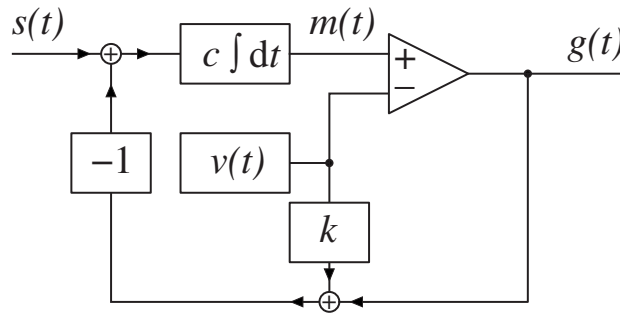 s(t)
c ∫ dt
m(t)
+
−
g(t)
+
−1
v(t)
k
+